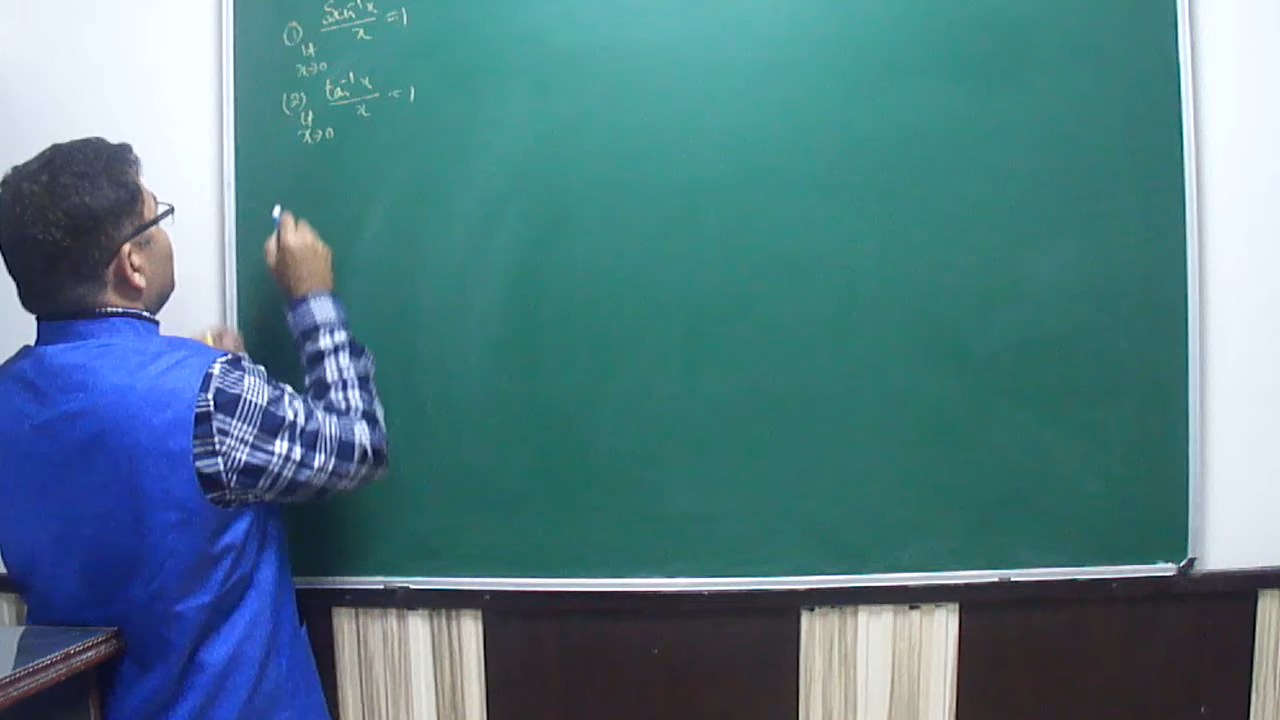 (1) lt x→0 sin⁻¹x / x = 1
(2) lt x→0 tan⁻¹x / x = 1